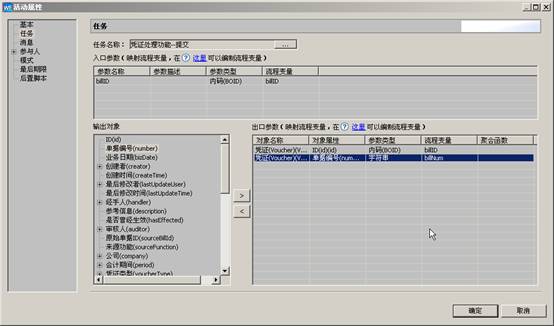 活动属性
基本
任务
消息
参与人
模式
最后期限
后置脚本
任务
任务名称： 凭证处理功能--提交 ...
入口参数(映射流程变量，在 ? 这里 可以编制流程变量)
参数名称 参数描述 参数类型 流程变量
billID 内码(BOID) billID
输出对象
ID(id)
单据编号(number)
业务日期(bizDate)
创建者(creator)
创建时间(createTime)
最后修改者(lastUpdateUser)
最后修改时间(lastUpdateTime)
经手人(handler)
参考信息(description)
是否曾经生效(hasEffected)
审核人(auditor)
原始单据ID(sourceBillId)
来源功能(sourceFunction)
公司(company)
会计期间(period)
凭证类型(voucherType)
>
<
出口参数(映射流程变量，在 ? 这里 可以编制流程变量)
对象名称 对象属性 参数类型 流程变量 聚合函数
凭证(Voucher)(V... ID(id)(id) 内码(BOID) billID
凭证(Voucher)(V... 单据编号(num... 字符串 billNum
确定 取消